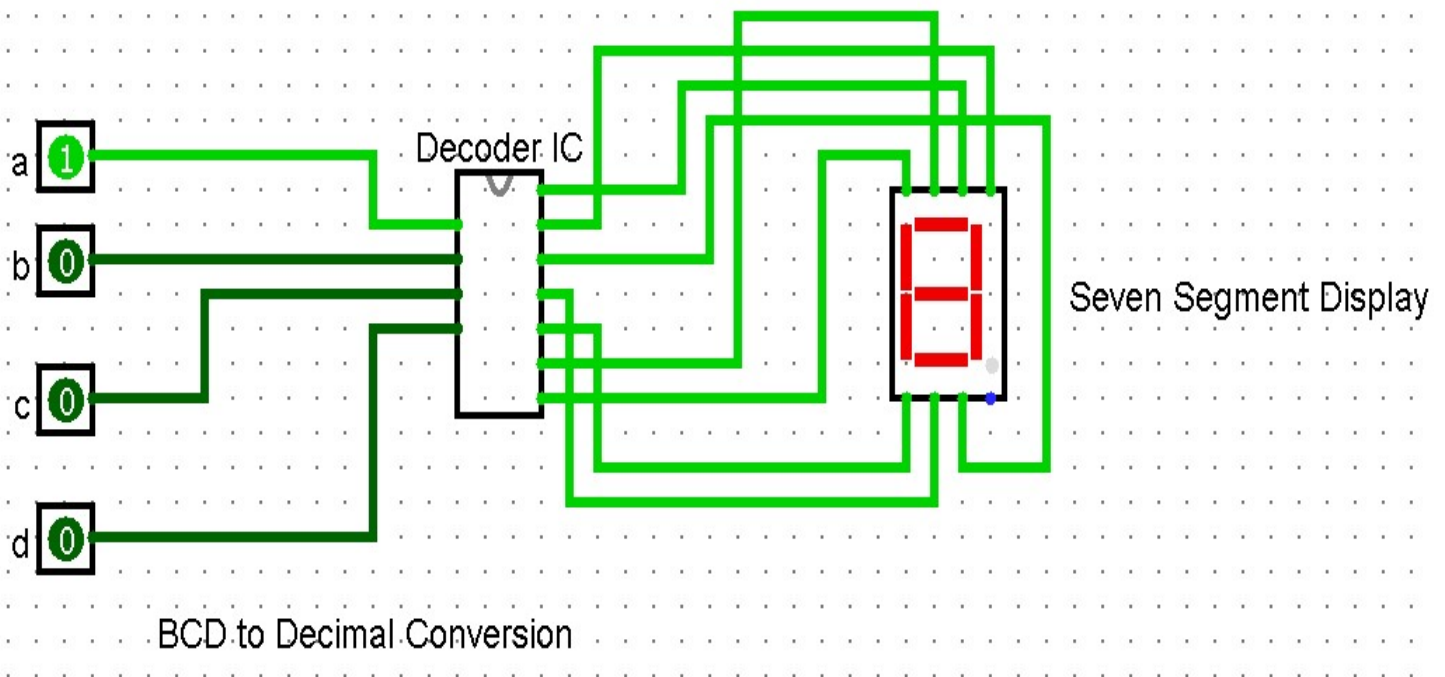 Decoder IC
a 1
b 0
Seven Segment Display
c 0
d 0
BCD to Decimal Conversion